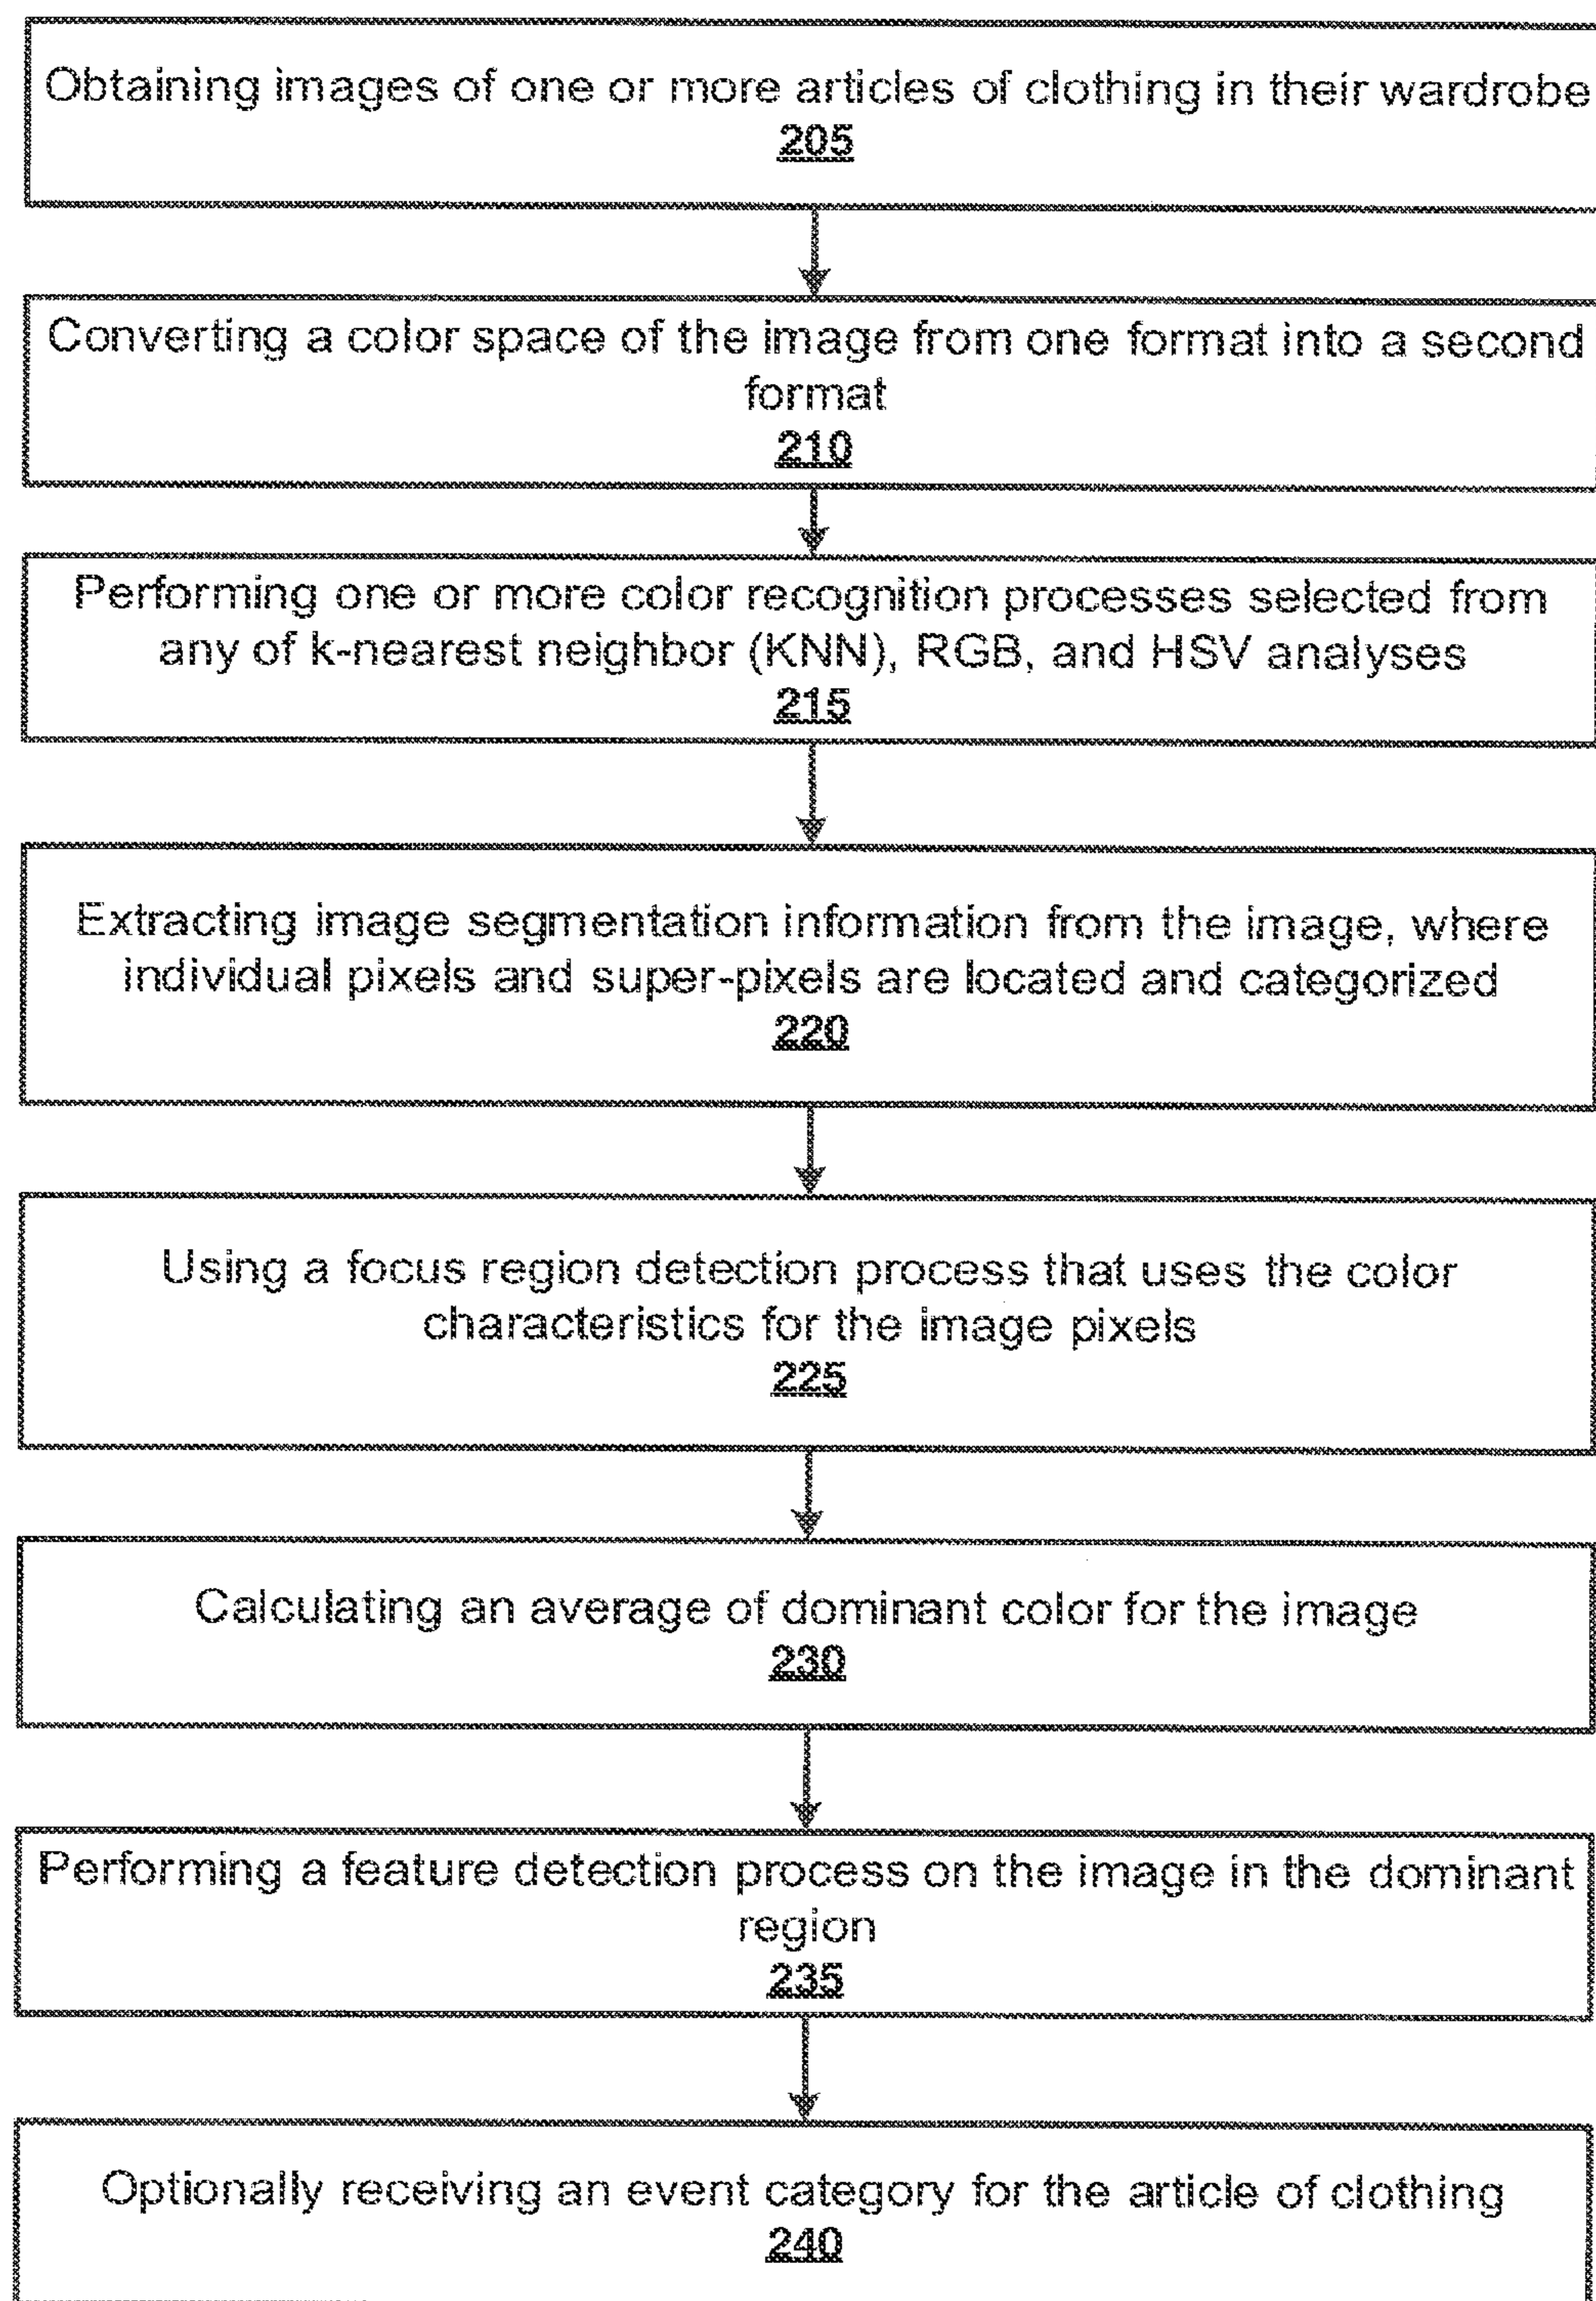 Obtaining images of one or more articles of clothing in their wardrobe
205
Converting a color space of the image from one format into a second
format
210
Performing one or more color recognition processes selected from
any of k-nearest neighbor (KNN), RGB, and HSV analyses
215
Extracting image segmentation information from the image, where
individual pixels and super-pixels are located and categorized
220
Using a focus region detection process that uses the color
characteristics for the image pixels
225
Calculating an average of dominant color for the image
230
Performing a feature detection process on the image in the dominant
region
235
Optionally receiving an event category for the article of clothing
240